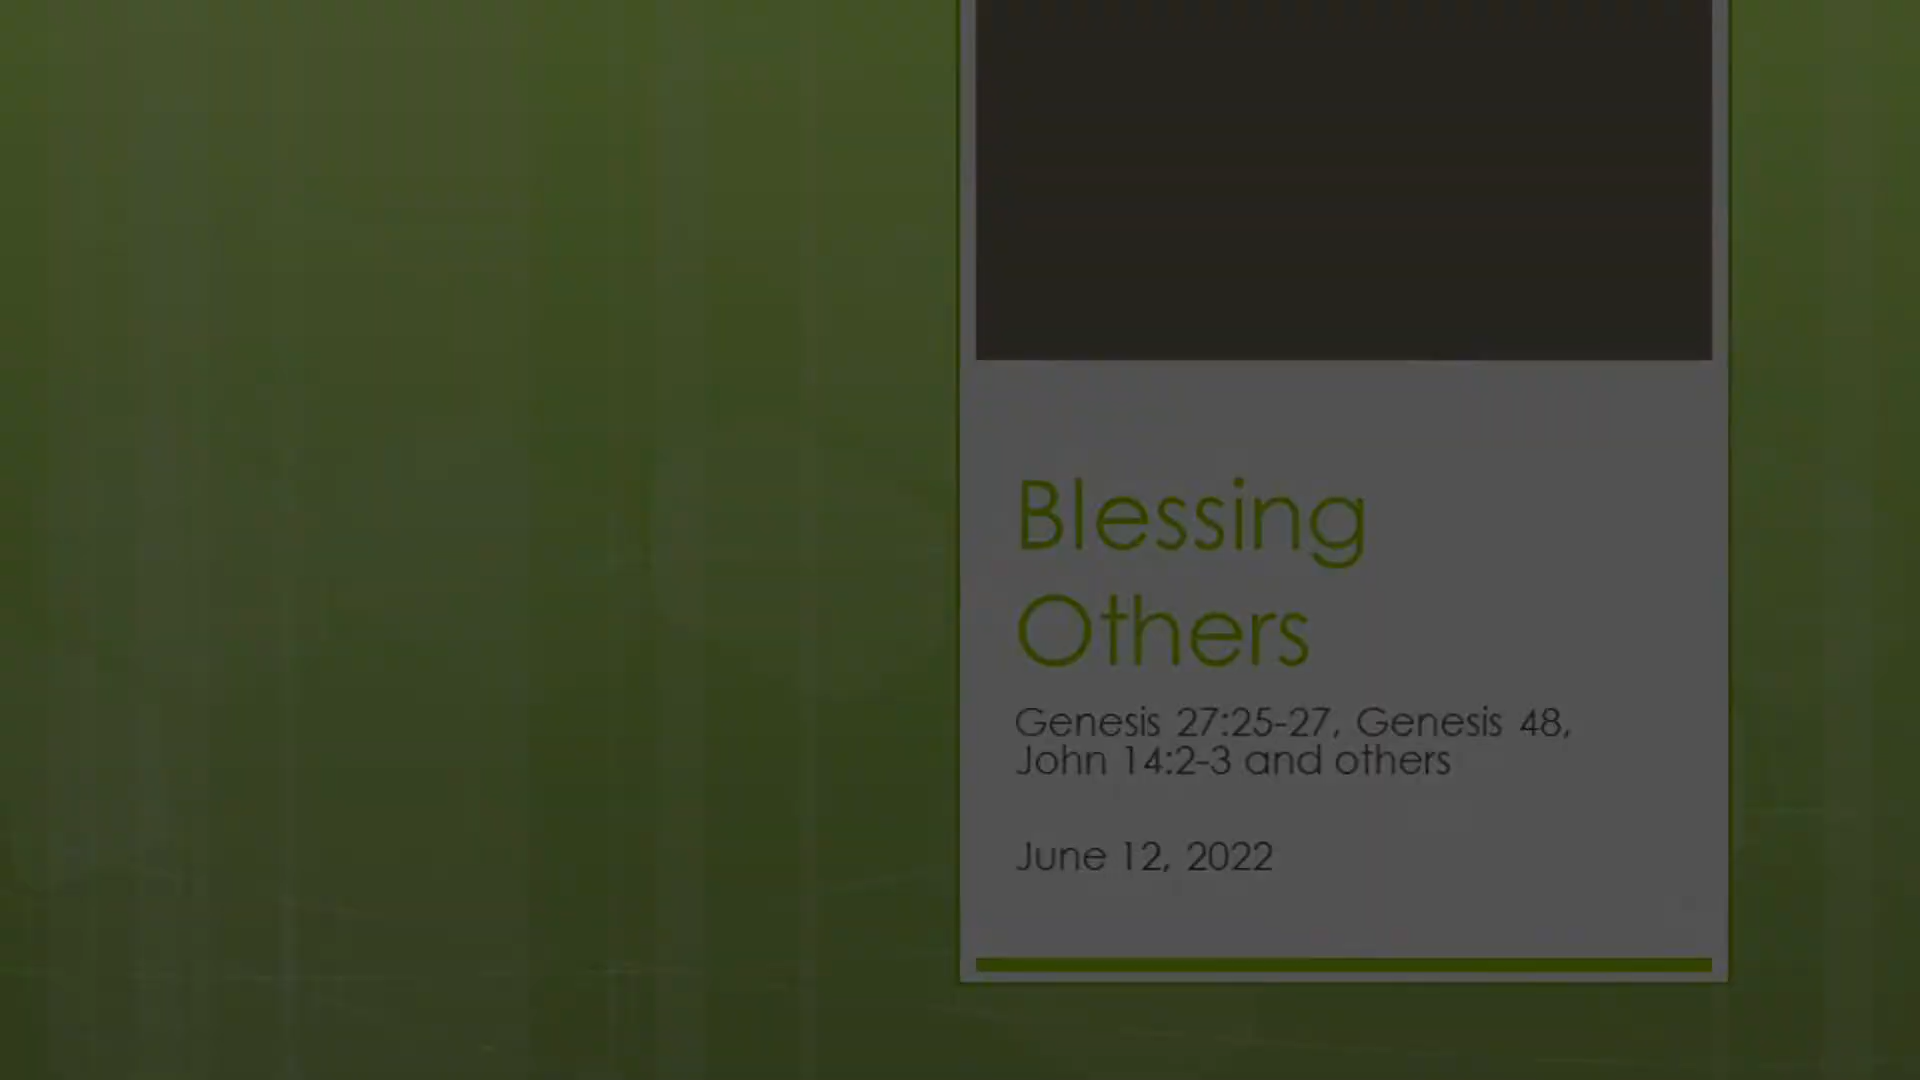 Blessing
Others
Genesis 27:25-27, Genesis 48,
John 14:2-3 and others
June 12, 2022